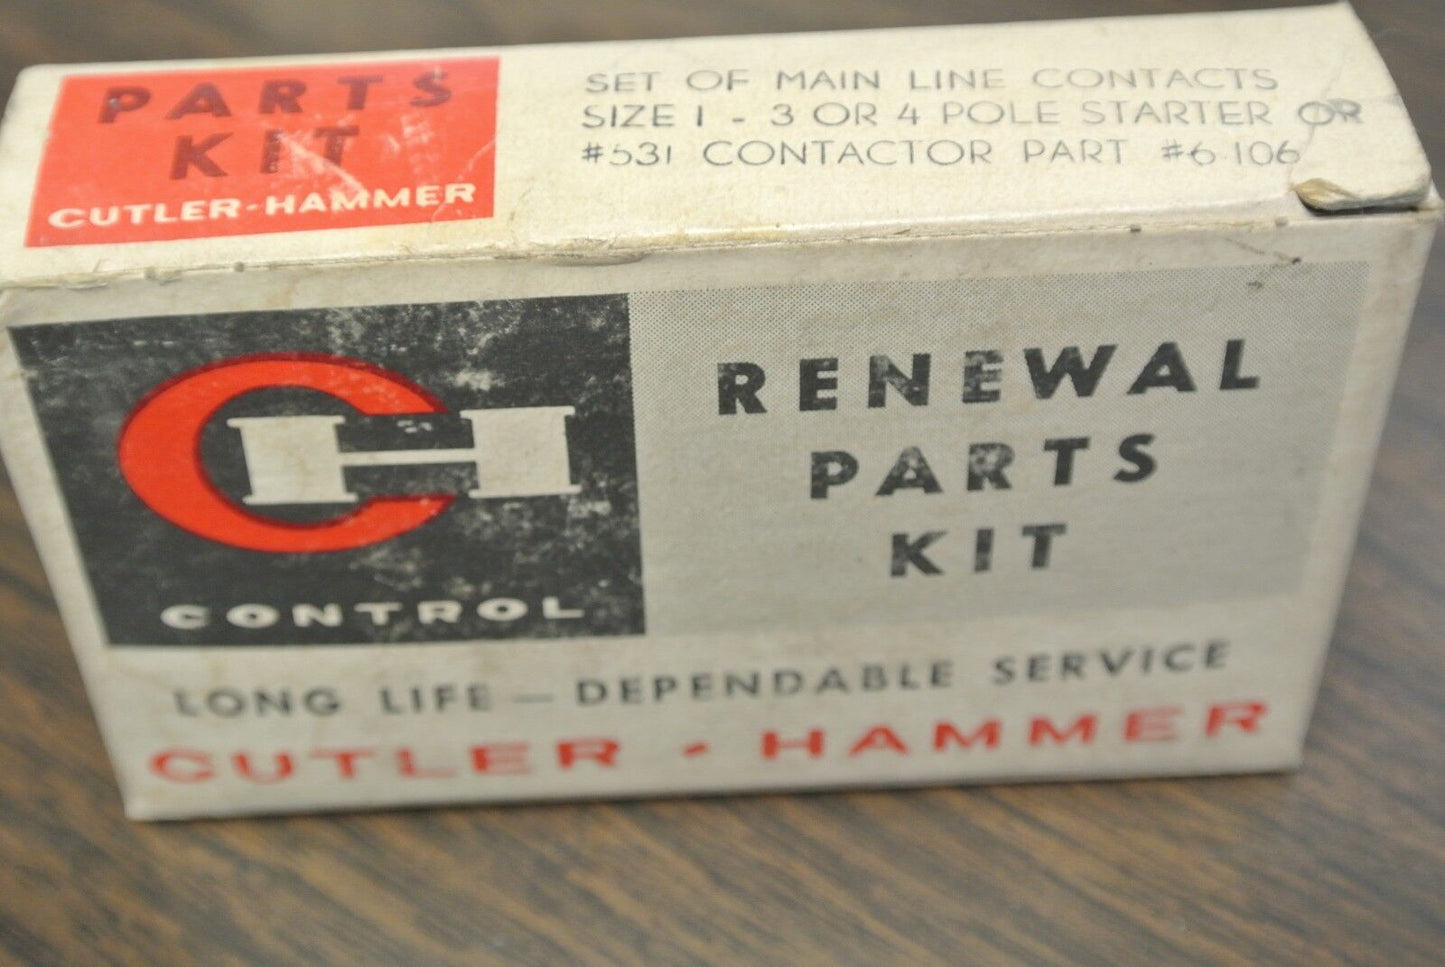 PARTS
KIT
CUTLER-HAMMER
SET OF MAIN LINE CONTACTS
SIZE 1 - 3 OR 4 POLE STARTER OR
#531 CONTACTOR PART #6-106
CH
CONTROL
RENEWAL
PARTS
KIT
LONG LIFE — DEPENDABLE SERVICE
CUTLER-HAMMER